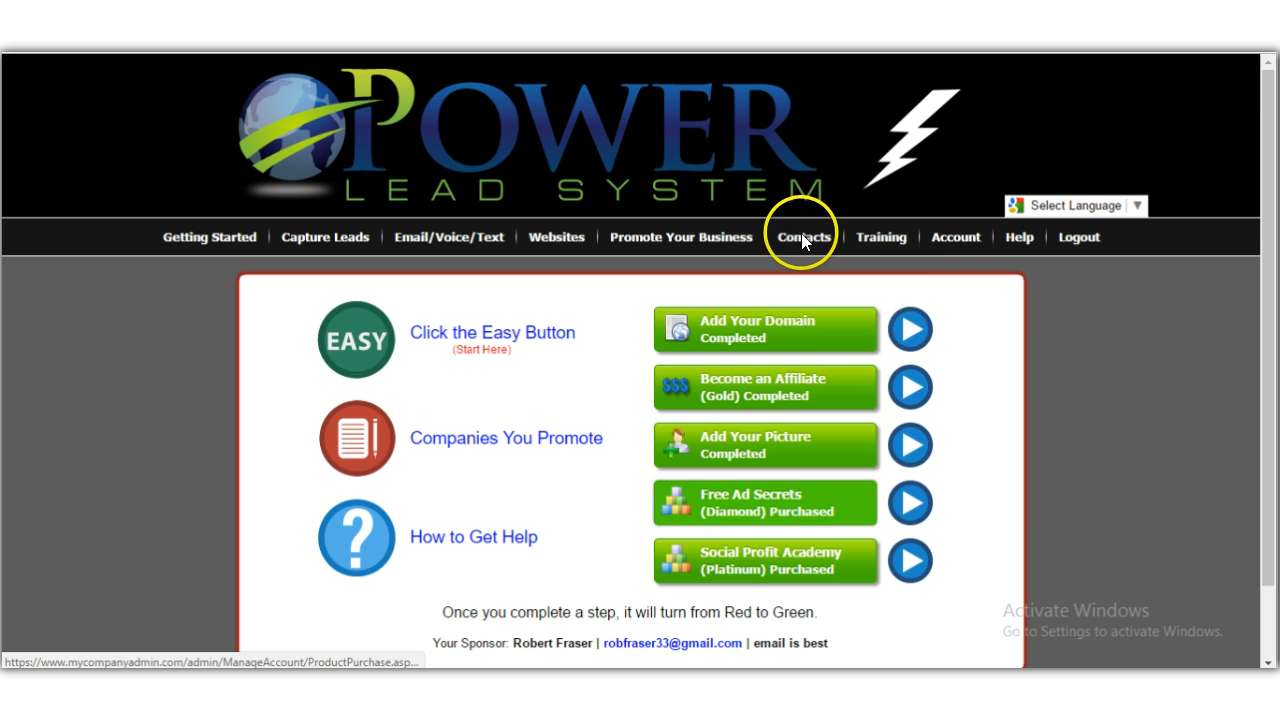 POWER
LEAD SYSTEM
Select Language
Getting Started
Capture Leads
Email/Voice/Text
Websites
Promote Your Business
Contacts
Training
Account
Help
Logout
EASY
Click the Easy Button
(Start Here)
Companies You Promote
?
How to Get Help
Add Your Domain
Completed
$$$
Become an Affiliate
(Gold) Completed
Add Your Picture
Completed
Free Ad Secrets
(Diamond) Purchased
Social Profit Academy
(Platinum) Purchased
Once you complete a step, it will turn from Red to Green.
Your Sponsor: Robert Fraser | robfraser33@gmail.com | email is best
Activate Windows
Go to Settings to activate Windows.
https://www.mycompanyadmin.com/admin/ManageAccount/ProductPurchase.asp...